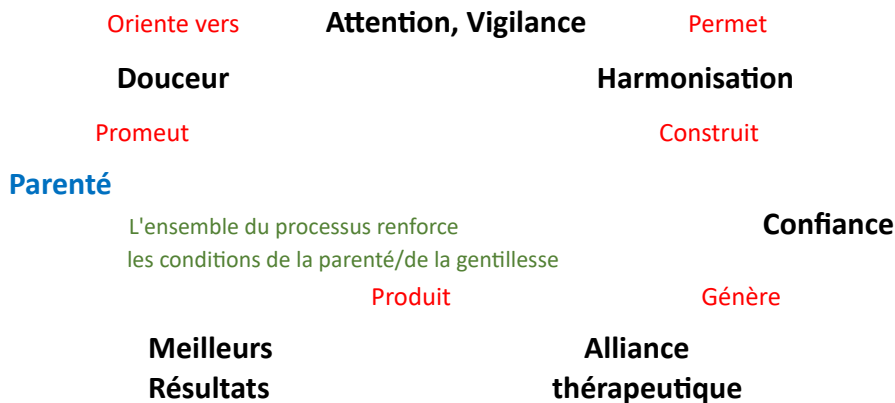 Oriente vers Attention, Vigilance Permet
Douceur Harmonisation
Promeut Construit
Parenté
L'ensemble du processus renforce Confiance
les conditions de la parenté/de la gentillesse
Produit Génère
Meilleurs Alliance
Résultats thérapeutique